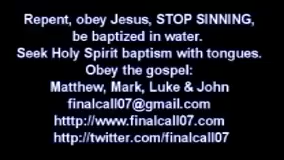 Repent, obey Jesus, STOP SINNING,
be baptized in water.
Seek Holy Spirit baptism with tongues.
Obey the gospel:
Matthew, Mark, Luke & John
finalcall07@gmail.com
htttp://www.finalcall07.com
http://twitter.com/finalcall07